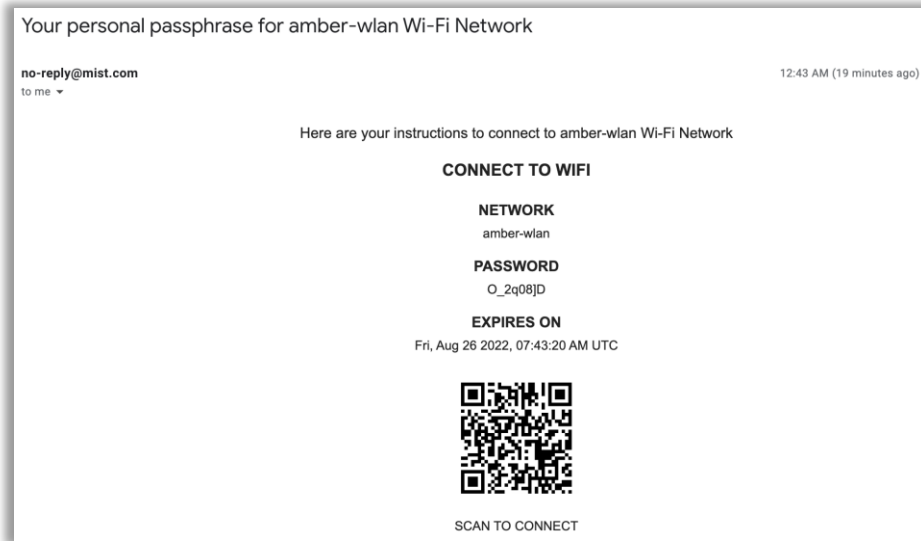 Your personal passphrase for amber-wlan Wi-Fi Network
no-reply@mist.com
12:43 AM (19 minutes ago)
to me
Here are your instructions to connect to amber-wlan Wi-Fi Network
CONNECT TO WIFI
NETWORK
amber-wlan
PASSWORD
O_2q08]D
EXPIRES ON
Fri, Aug 26 2022, 07:43:20 AM UTC
SCAN TO CONNECT